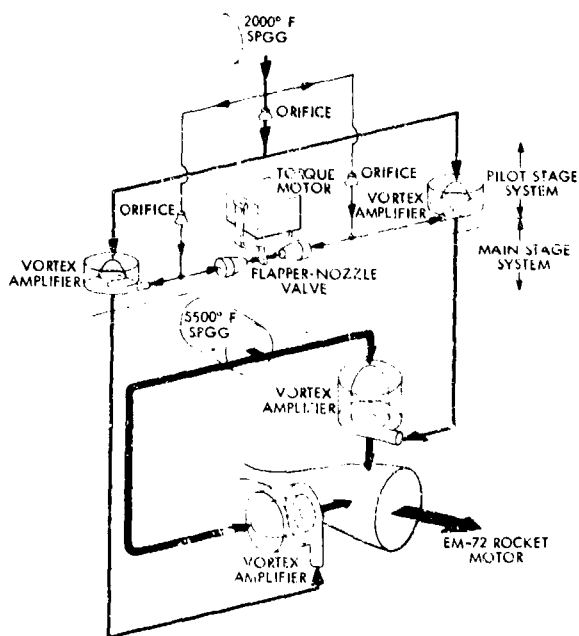 2000° F
SPGG
ORIFICE
TORQUE
MOTOR
ORIFICE
VORTEX
AMPLIFIER
PILOT STAGE
SYSTEM
ORIFICE
MAIN STAGE
SYSTEM
VORTEX
AMPLIFIER
FLAPPER-NOZZLE
VALVE
5500° F
SPGG
VORTEX
AMPLIFIER
EM-72 ROCKET
MOTOR
VORTEX
AMPLIFIER